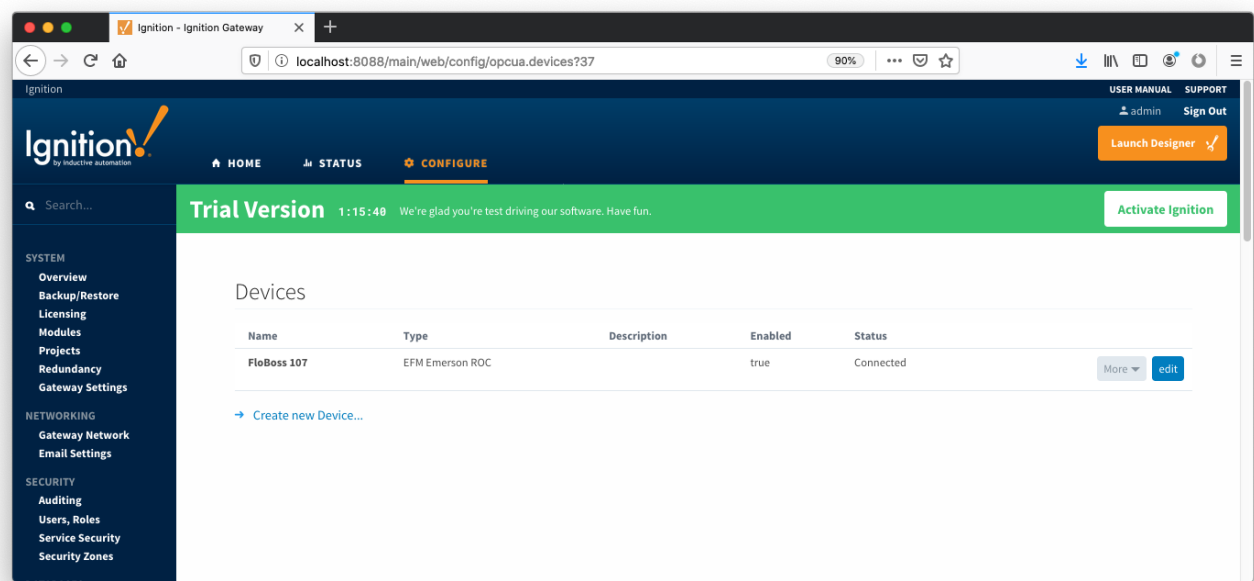 Ignition - Ignition Gateway
localhost:8088/main/web/config/opcua.devices?37
90%
Ignition
USER MANUAL SUPPORT
admin Sign Out
Ignition!
by inductive automation
Launch Designer
HOME STATUS CONFIGURE
Search...
Trial Version 1:15:40 We're glad you're test driving our software. Have fun.
Activate Ignition
SYSTEM
Overview
Backup/Restore
Licensing
Modules
Projects
Redundancy
Gateway Settings
NETWORKING
Gateway Network
Email Settings
SECURITY
Auditing
Users, Roles
Service Security
Security Zones
Devices
Name Type Description Enabled Status
FloBoss 107 EFM Emerson ROC true Connected More edit
Create new Device...